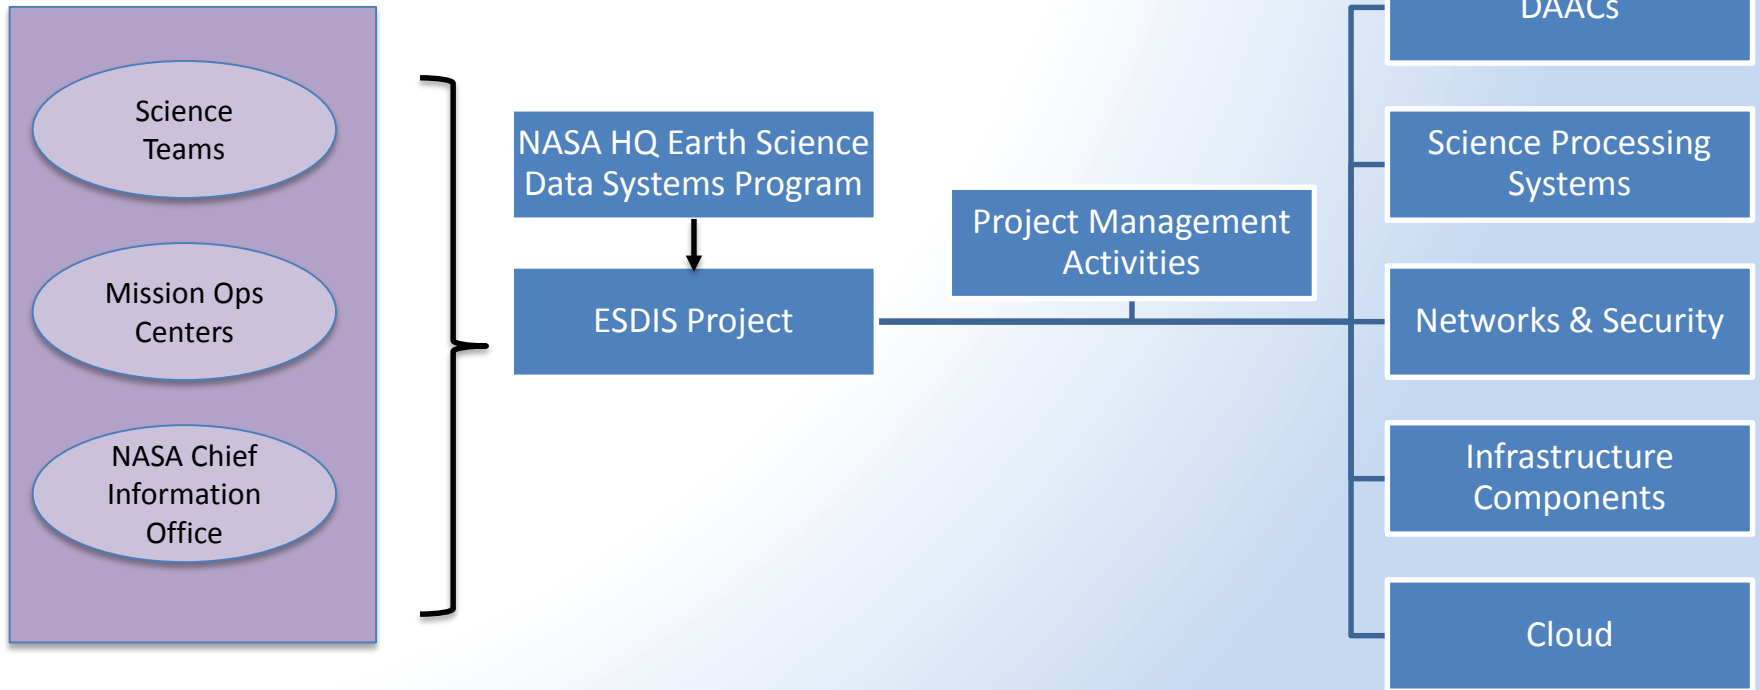 Science
Teams
Mission Ops
Centers
NASA Chief
Information
Office
NASA HQ Earth Science
Data Systems Program
ESDIS Project
Project Management
Activities
DAACs
Science Processing
Systems
Networks & Security
Infrastructure
Components
Cloud